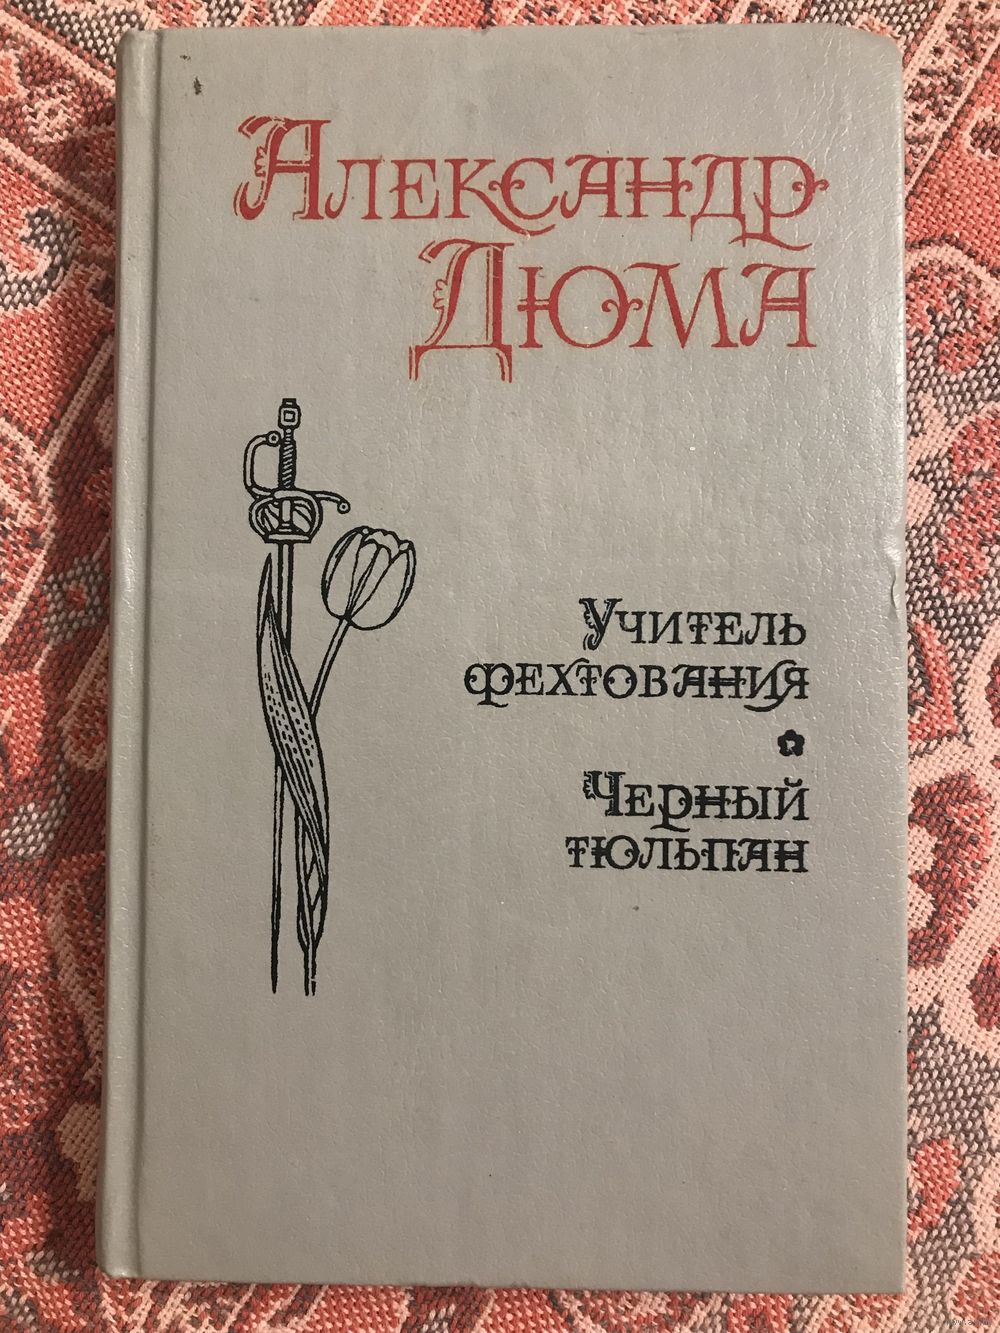 Александр
Дюма
Учитель
фехтования
Черный
тюльпан